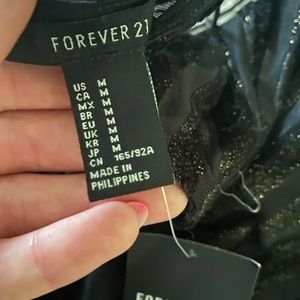 FOREVER 21
US M
CA M
MX M
BR M
EU M
UK M
KR M
JP M
CN 165/92A
MADE IN
PHILIPPINES